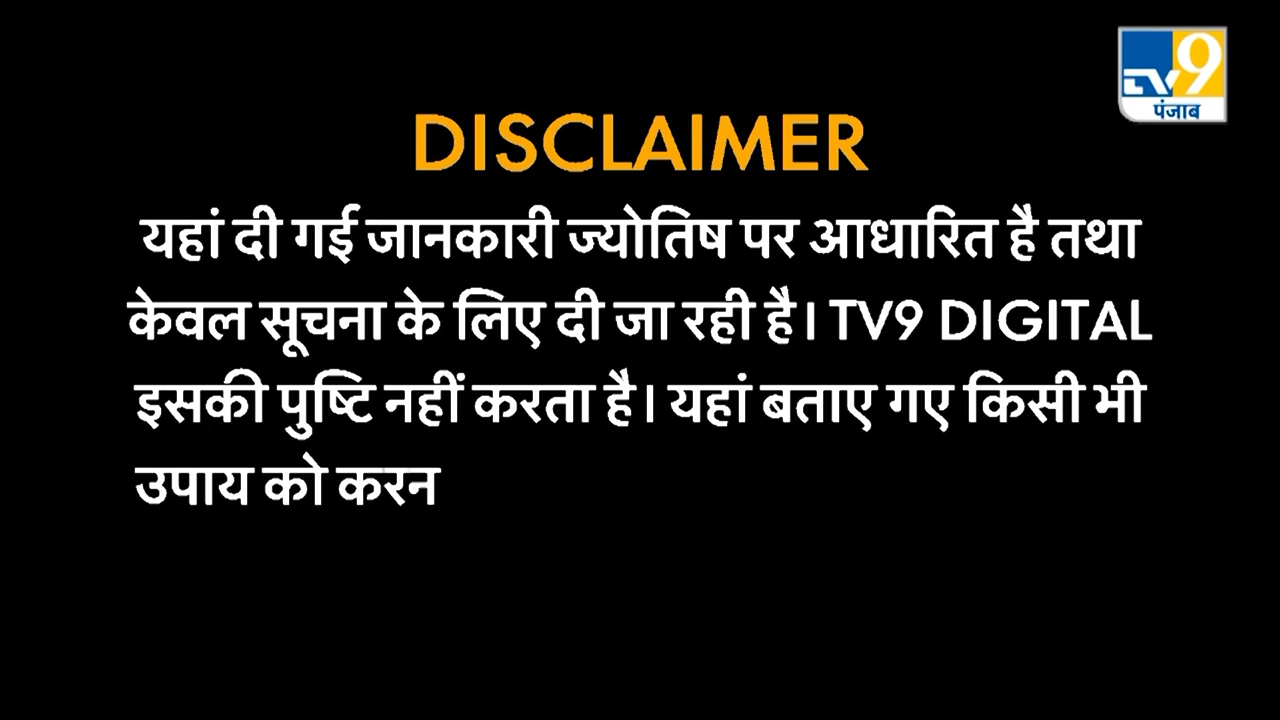 TV9
पंजाब
DISCLAIMER
यहां दी गई जानकारी ज्योतिष पर आधारित है तथा
केवल सूचना के लिए दी जा रही है। TV9 DIGITAL
इसकी पुष्टि नहीं करता है। यहां बताए गए किसी भी
उपाय को करन